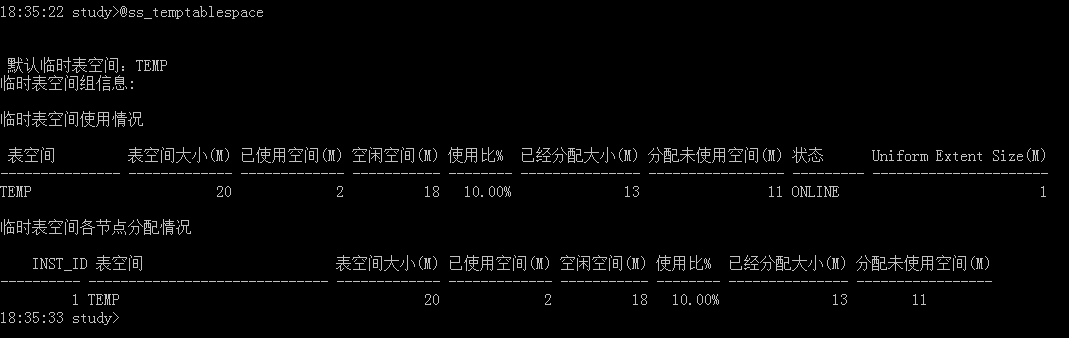 18:35:22 study>@ss_temptablespace
默认临时表空间: TEMP
临时表空间组信息:
临时表空间使用情况
表空间 表空间大小(M) 已使用空间(M) 空闲空间(M) 使用比% 已经分配大小(M) 分配未使用空间(M) 状态 Uniform Extent Size(M)
--------------- ------------- ------------- ----------- -------- --------------- ----------------- --------- ----------------------
TEMP 20 2 18 10.00% 13 11 ONLINE 1
临时表空间各节点分配情况
INST_ID 表空间 表空间大小(M) 已使用空间(M) 空闲空间(M) 使用比% 已经分配大小(M) 分配未使用空间(M)
---------- ------------------------------ ------------- ------------- ----------- -------- --------------- -----------------
1 TEMP 20 2 18 10.00% 13 11
18:35:33 study>